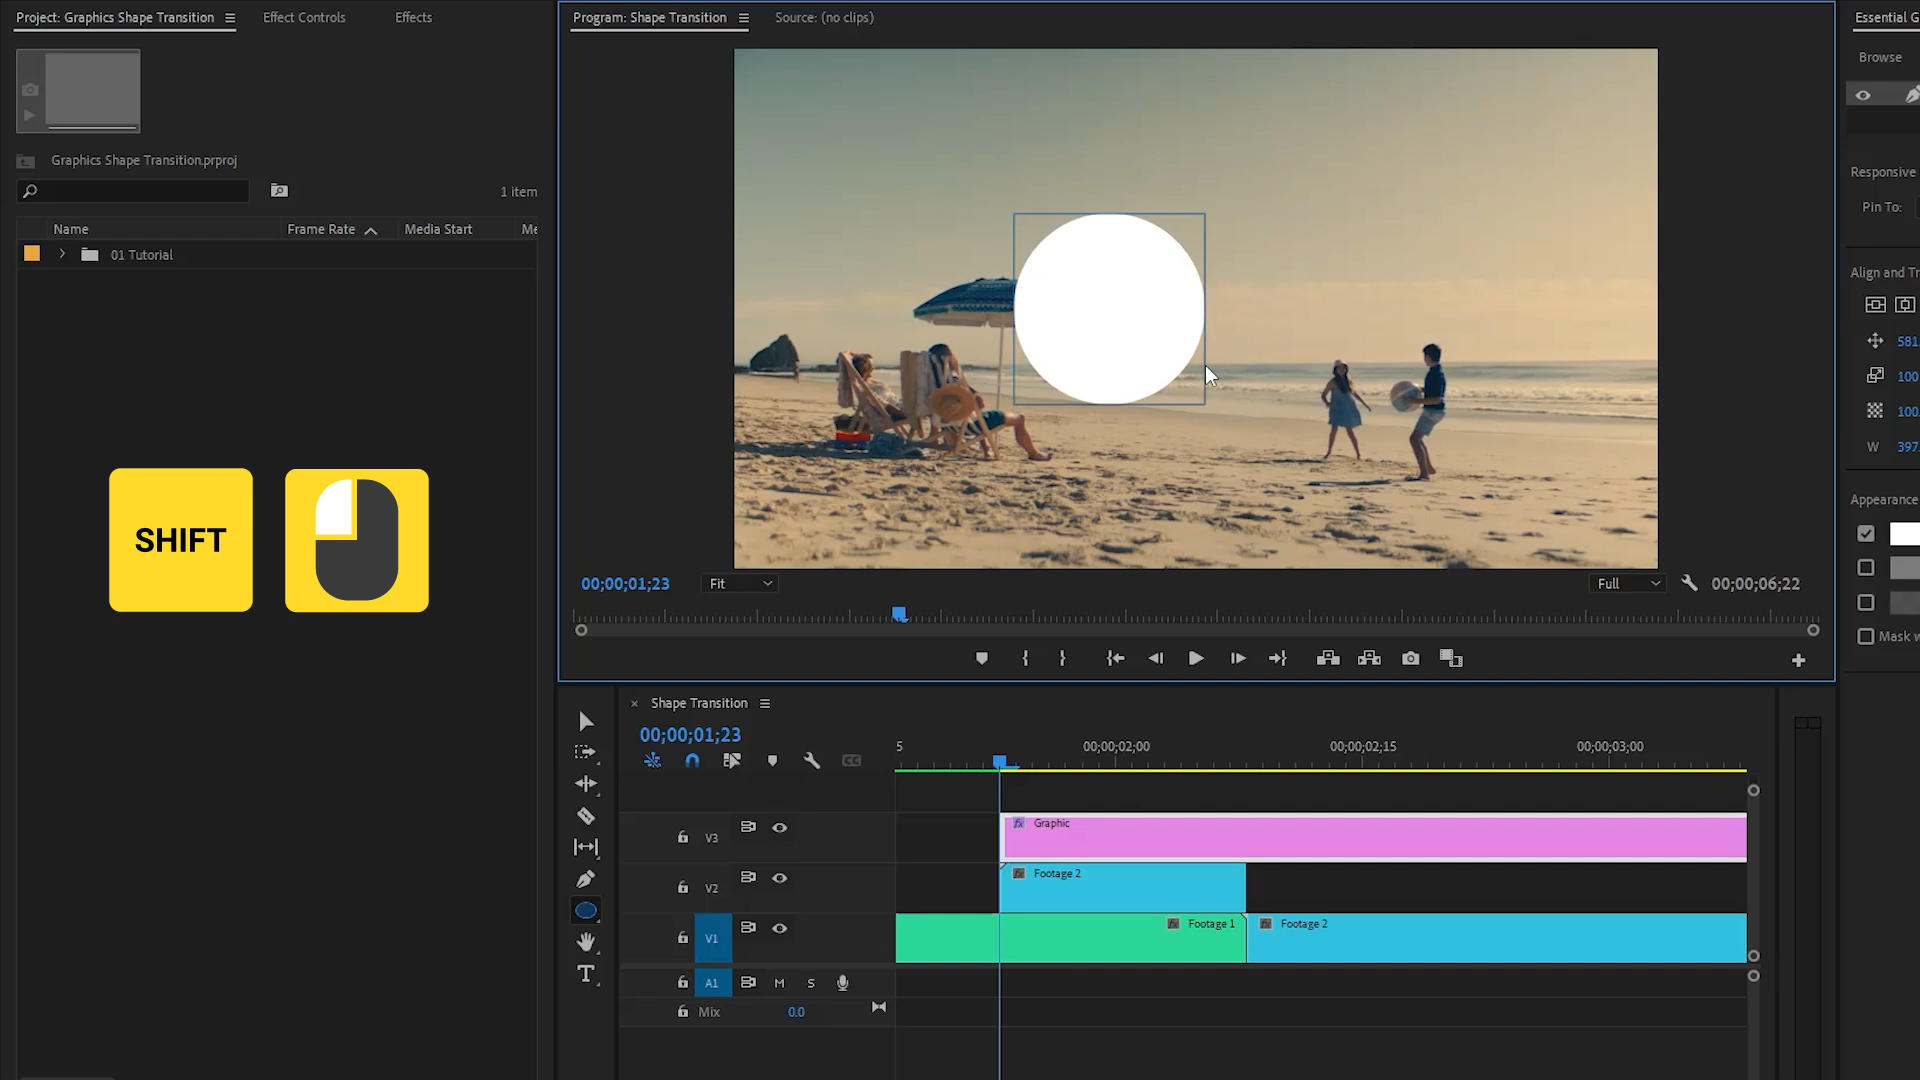 Project: Graphics Shape Transition
Effect Controls
Effects
Program: Shape Transition
Source: (no clips)
Essential G
Browse
Graphics Shape Transition.prproj
1 item
Name
Frame Rate
Media Start
Me
01 Tutorial
Responsive
Pin To:
Align and Tr
581.
100
100.
W
397.
Appearance
Mask w
SHIFT
00;00;01;23
Fit
Full
00;00;06;22
Shape Transition
00;00;01;23
5
00;00;02;00
00;00;02;15
00;00;03;00
V3
fx Graphic
V2
fx Footage 2
V1
fx Footage 1
fx Footage 2
A1
M
S
Mix
0.0